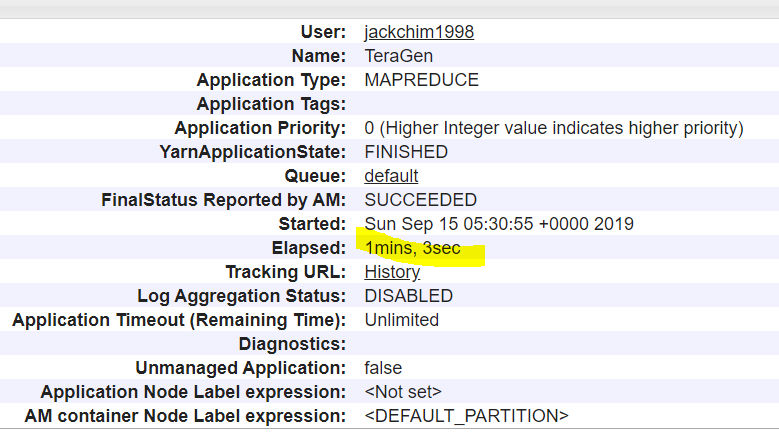 User: jackchim1998
Name: TeraGen
Application Type: MAPREDUCE
Application Tags:
Application Priority: 0 (Higher Integer value indicates higher priority)
YarnApplicationState: FINISHED
Queue: default
FinalStatus Reported by AM: SUCCEEDED
Started: Sun Sep 15 05:30:55 +0000 2019
Elapsed: 1mins, 3sec
Tracking URL: History
Log Aggregation Status: DISABLED
Application Timeout (Remaining Time): Unlimited
Diagnostics:
Unmanaged Application: false
Application Node Label expression: <Not set>
AM container Node Label expression: <DEFAULT_PARTITION>